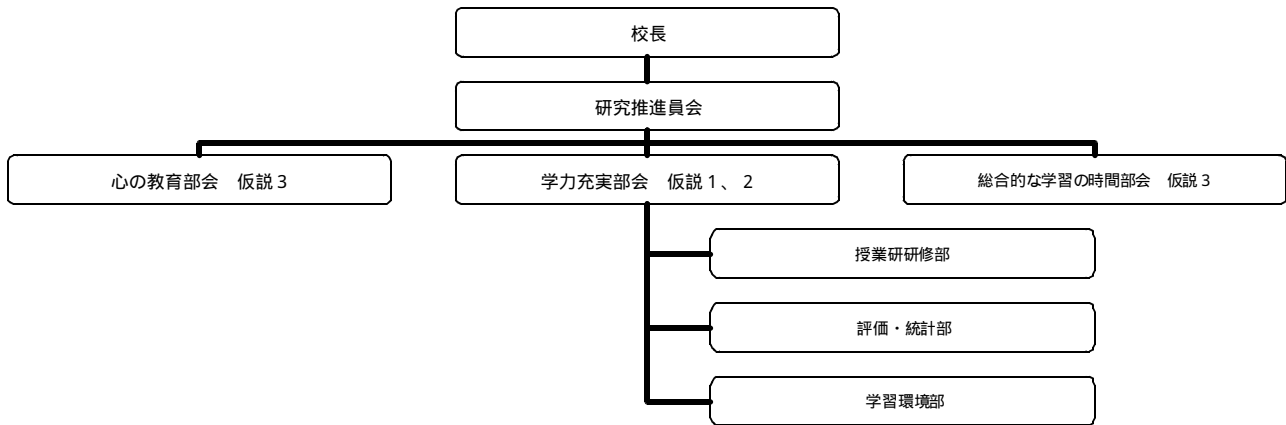 校長
研究推進員会
心の教育部会　仮説３
学力充実部会　仮説１、２
総合的な学習の時間部会　仮説３
授業研研修部
評価・統計部
学習環境部